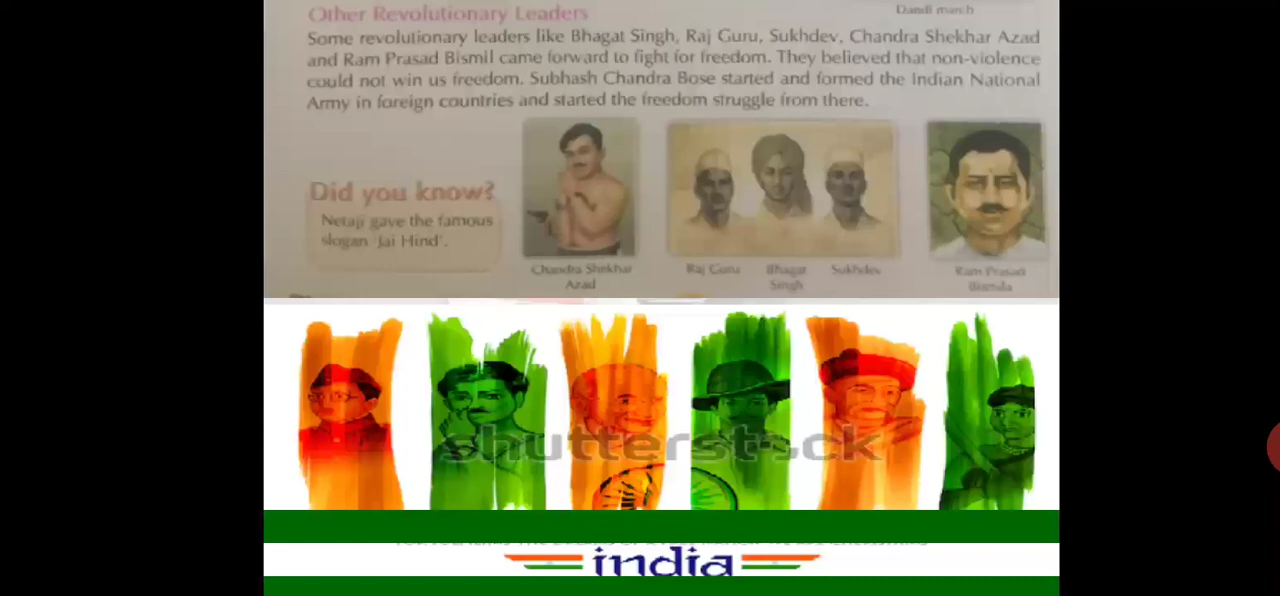 Dandi march
Other Revolutionary Leaders
Some revolutionary leaders like Bhagat Singh, Raj Guru, Sukhdev, Chandra Shekhar Azad
and Ram Prasad Bismil came forward to fight for freedom. They believed that non-violence
could not win us freedom. Subhash Chandra Bose started and formed the Indian National
Army in foreign countries and started the freedom struggle from there.
Did you know?
Netaji gave the famous
slogan 'Jai Hind'.
Chandra Shekhar
Azad
Raj Guru
Bhagat
Singh
Sukhdev
Ram Prasad
Bismila
shutterstock
india